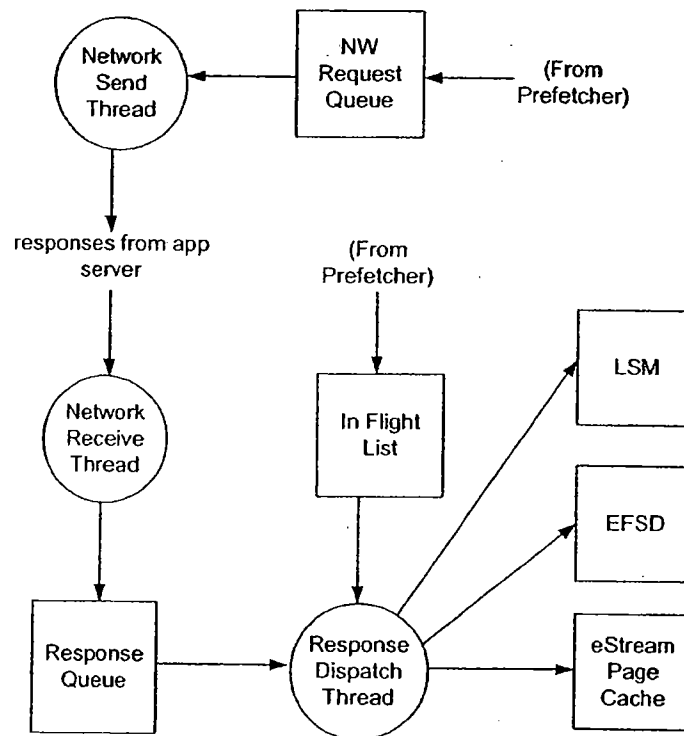 Network
Send
Thread
NW
Request
Queue
(From
Prefetcher)
responses from app
server
(From
Prefetcher)
Network
Receive
Thread
In Flight
List
LSM
EFSD
Response
Queue
Response
Dispatch
Thread
eStream
Page
Cache